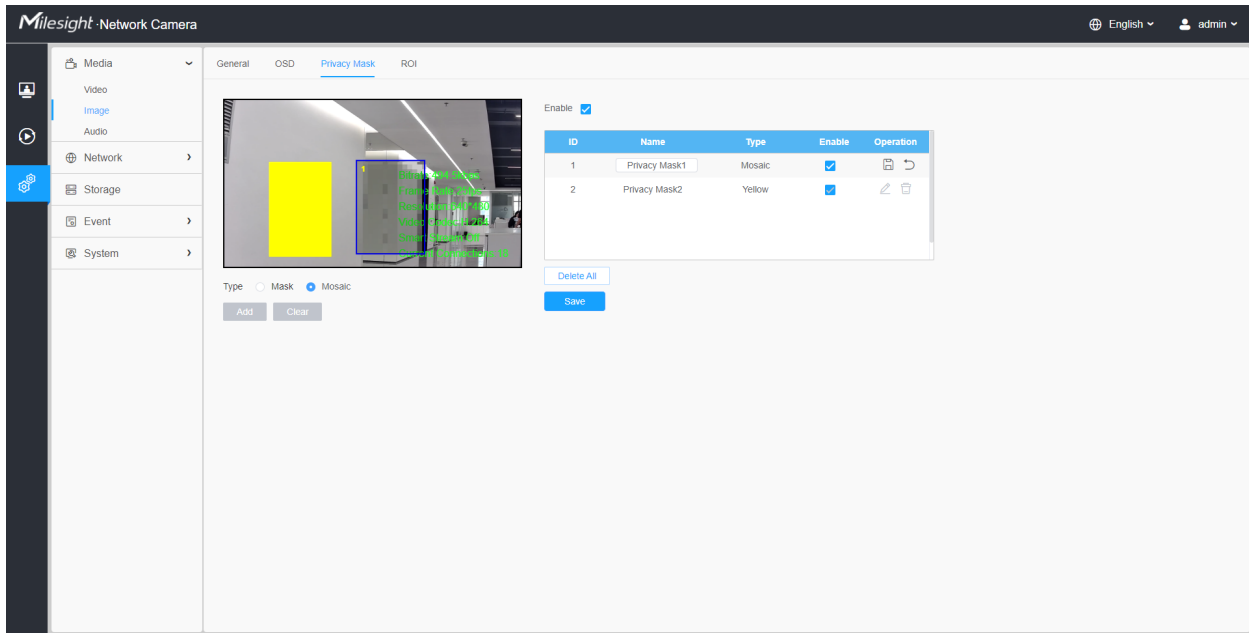 Milesight · Network Camera
English
admin
Media
Video
Image
Audio
Network
Storage
Event
System
General
OSD
Privacy Mask
ROI
1
Type
Mask
Mosaic
Add
Clear
Enable
ID Name Type Enable Operation
1 Privacy Mask1 Mosaic
2 Privacy Mask2 Yellow
Delete All
Save